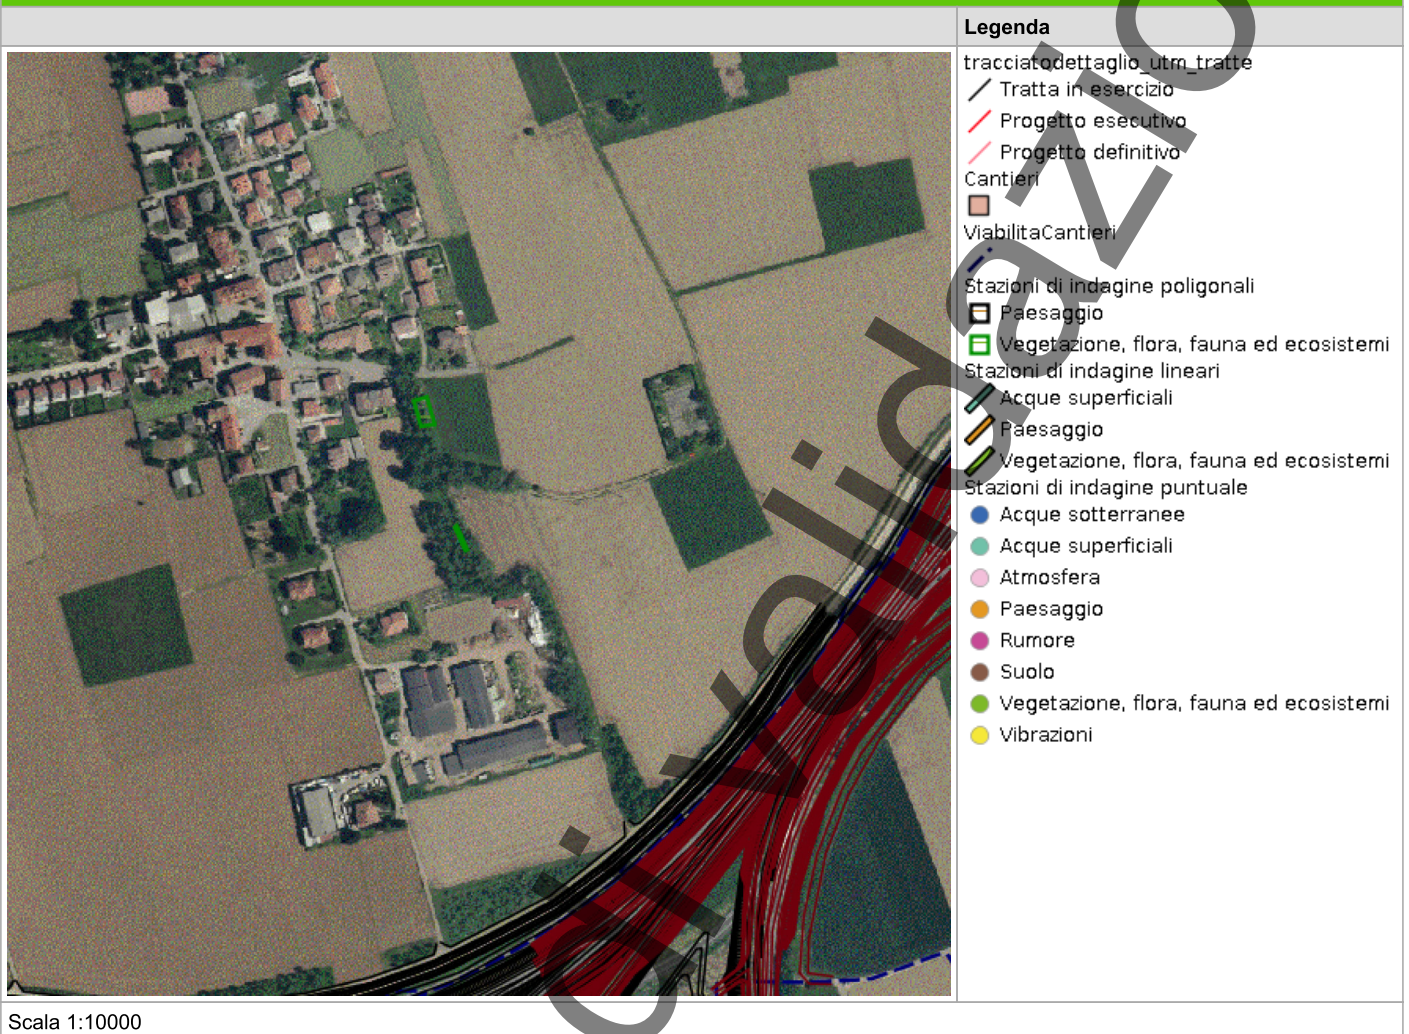 Legenda
tracciatodettaglio_utm_tratte
Tratta in esercizio
Progetto esecutivo
Progetto definitivo
Cantieri
ViabilitaCantieri
Stazioni di indagine poligonali
Paesaggio
Vegetazione, flora, fauna ed ecosistemi
Stazioni di indagine lineari
Acque superficiali
Paesaggio
Vegetazione, flora, fauna ed ecosistemi
Stazioni di indagine puntuale
Acque sotterranee
Acque superficiali
Atmosfera
Paesaggio
Rumore
Suolo
Vegetazione, flora, fauna ed ecosistemi
Vibrazioni
di validazio
Scala 1:10000